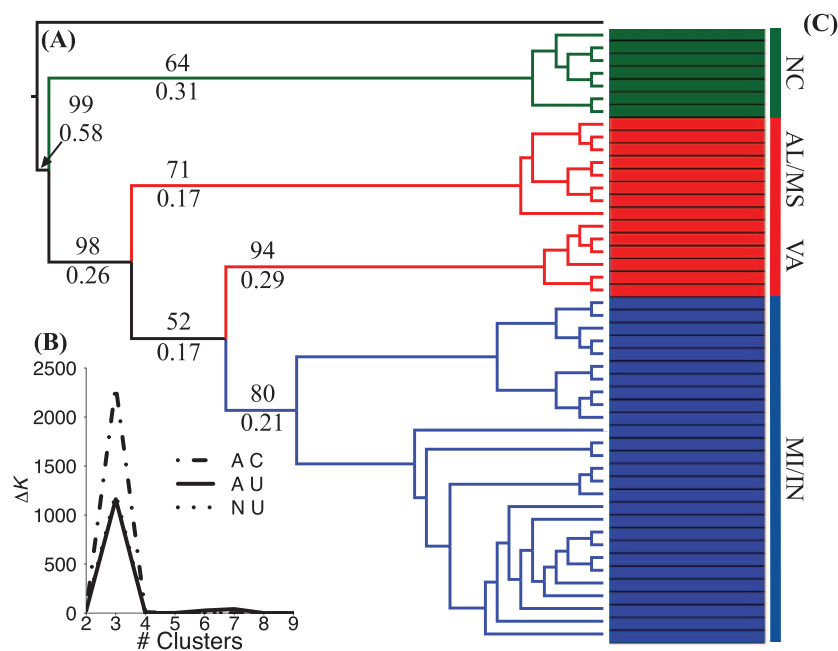 (A)
(C)
64
0.31
99
0.58
71
0.17
98
0.26
94
0.29
52
0.17
80
0.21
NC
AL/MS
VA
MI/IN
(B)
2500
2000
1500
1000
500
0
ΔK
A C
A U
N U
2 3 4 5 6 7 8 9
# Clusters